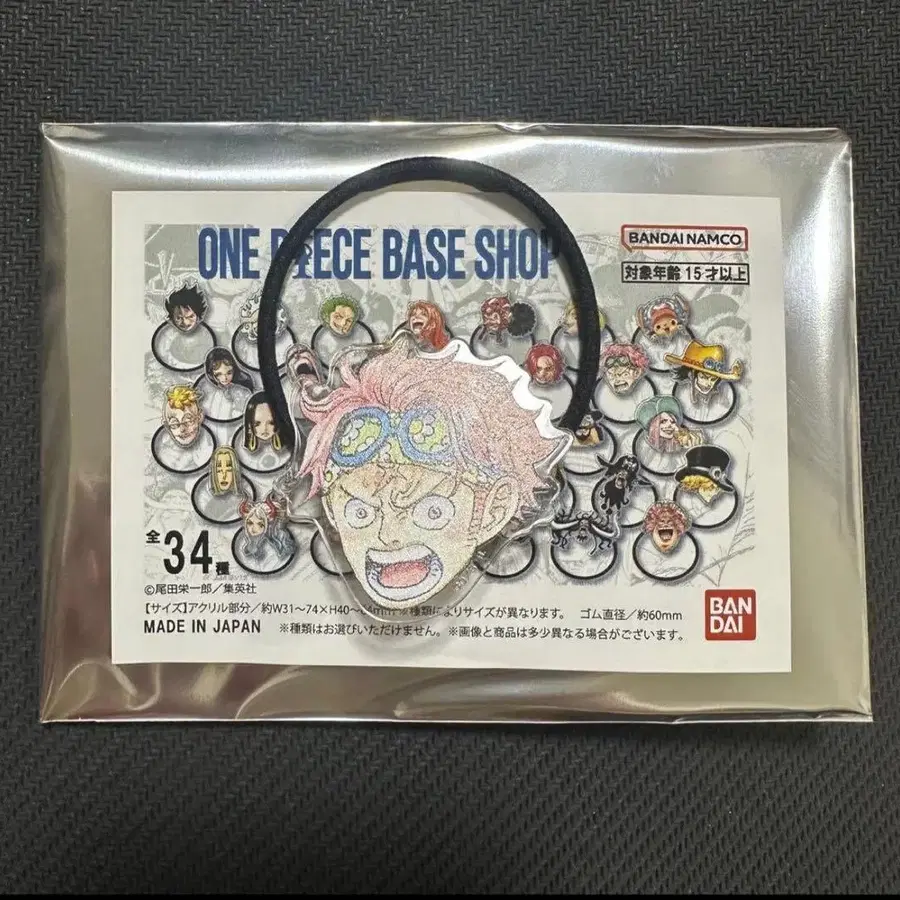 ONE PIECE BASE SHOP
BANDAI NAMCO
対象年齢 15才以上
全34種
©尾田栄一郎／集英社
【サイズ】アクリル部分／約W31～74×H40～ ※種類によりサイズが異なります。 ゴム直径／約60mm
MADE IN JAPAN ※種類はお選びいただけません。※画像と商品は多少異なる場合がございます。
BAN
DAI